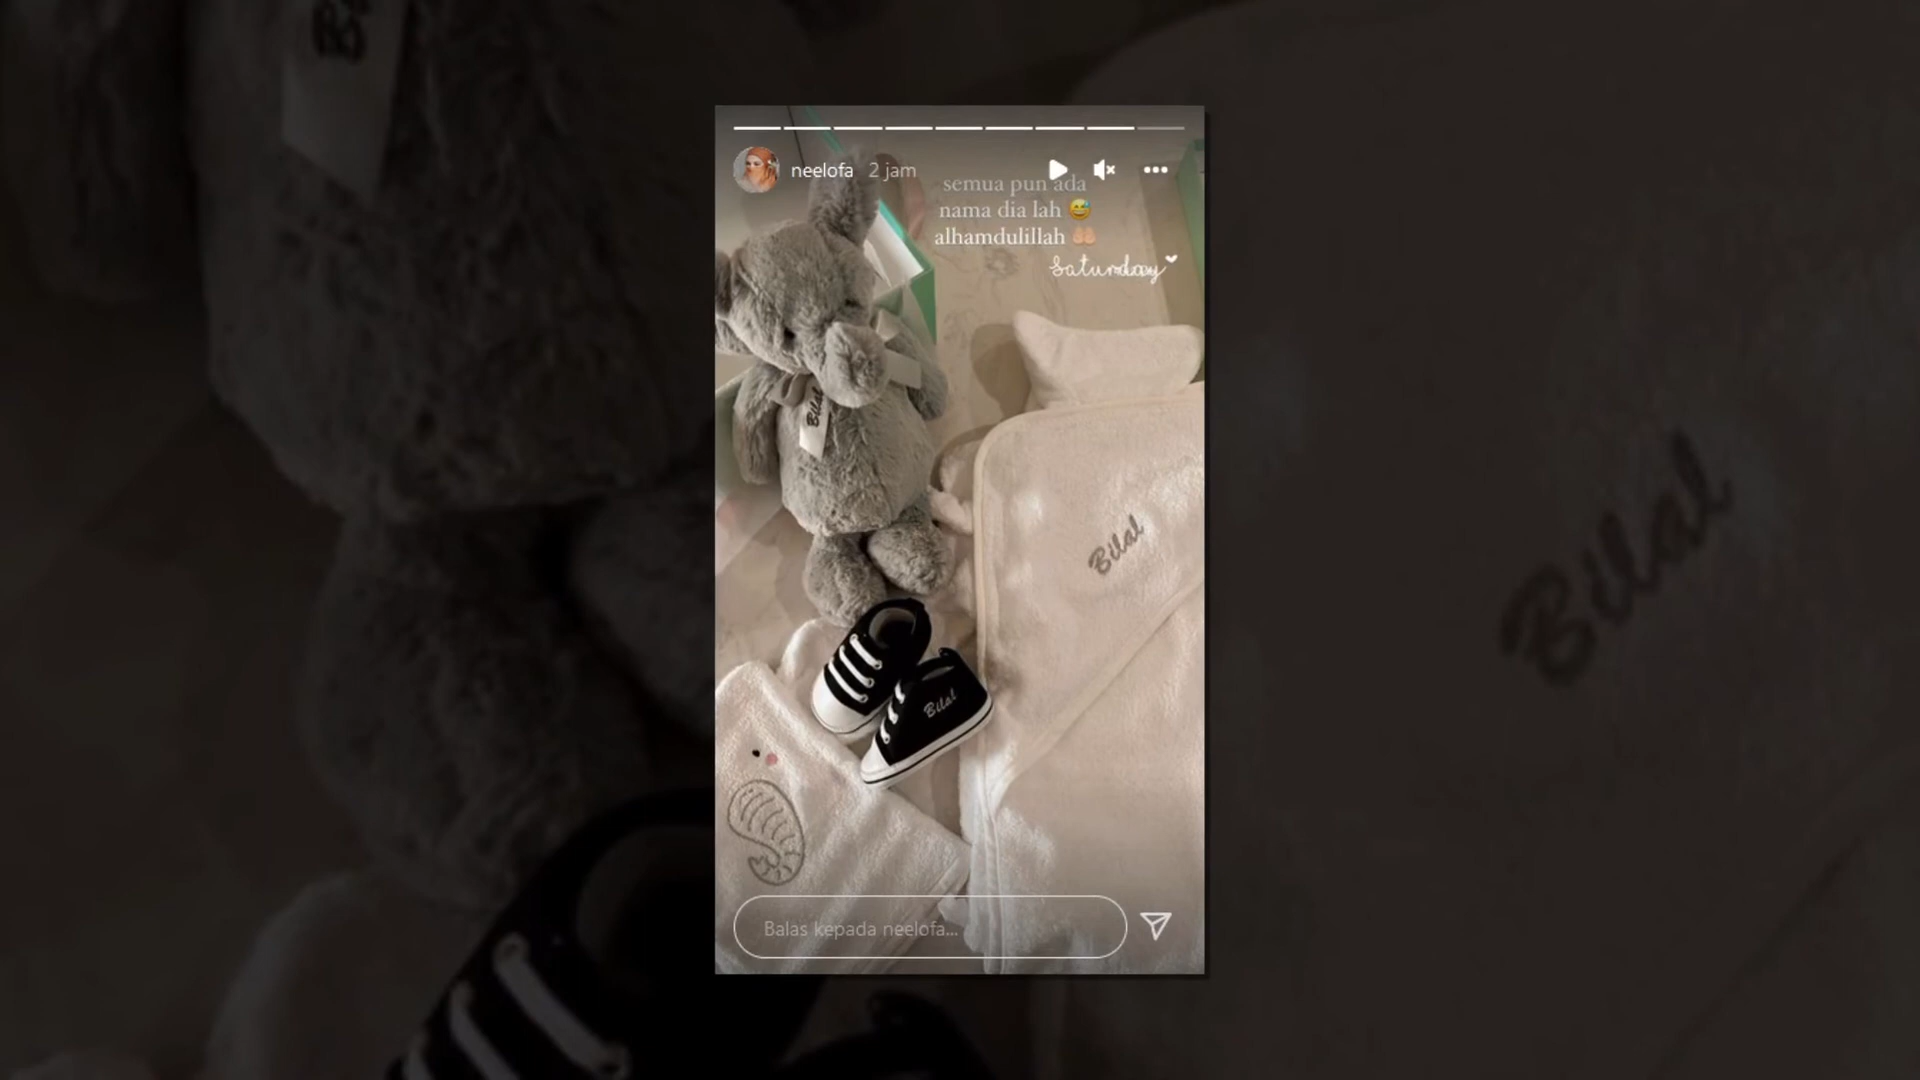 neelofa 2 jam
semua pun ada
nama dia lah 😅
alhamdulillah 🤲🏻
Saturday
Bilal
Bilal
Bilal
Balas kepada neelofa...
Bilal